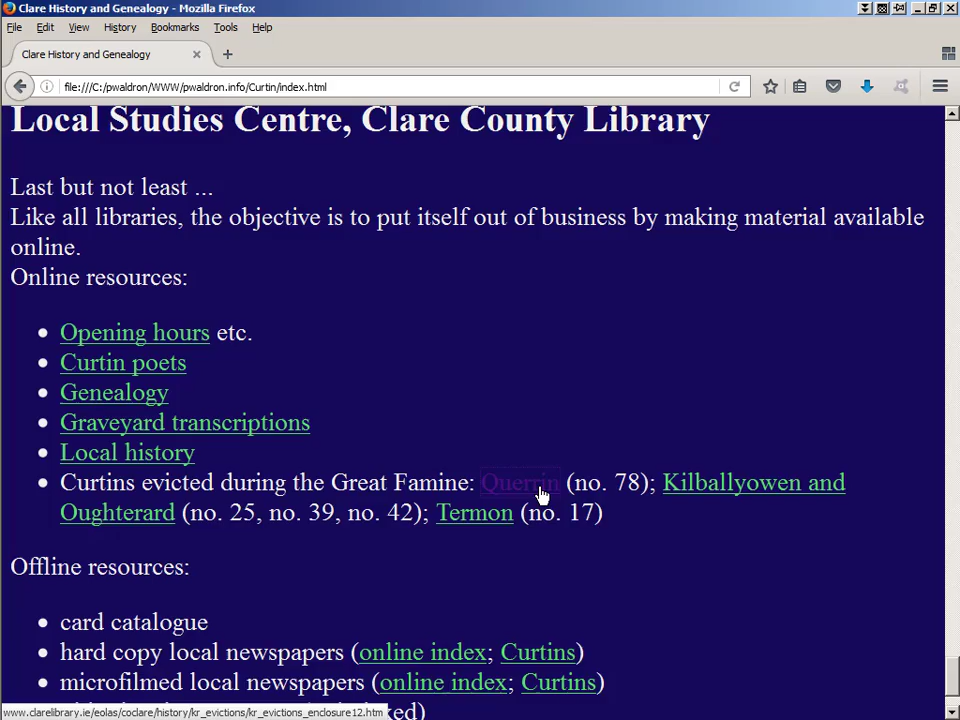 Clare History and Genealogy - Mozilla Firefox
File Edit View History Bookmarks Tools Help
Clare History and Genealogy
file:///C:/pwaldron/WWW/pwaldron.info/Curtin/index.html
Local Studies Centre, Clare County Library
Last but not least ...
Like all libraries, the objective is to put itself out of business by making material available
online.
Online resources:
Opening hours etc.
Curtin poets
Genealogy
Graveyard transcriptions
Local history
Curtins evicted during the Great Famine: Querrin (no. 78); Kilballyowen and
Oughterard (no. 25, no. 39, no. 42); Termon (no. 17)
Offline resources:
card catalogue
hard copy local newspapers (online index; Curtins)
microfilmed local newspapers (online index; Curtins)
www.clarelibrary.ie/eolas/coclare/history/kr_evictions/kr_evictions_enclosure12.htm